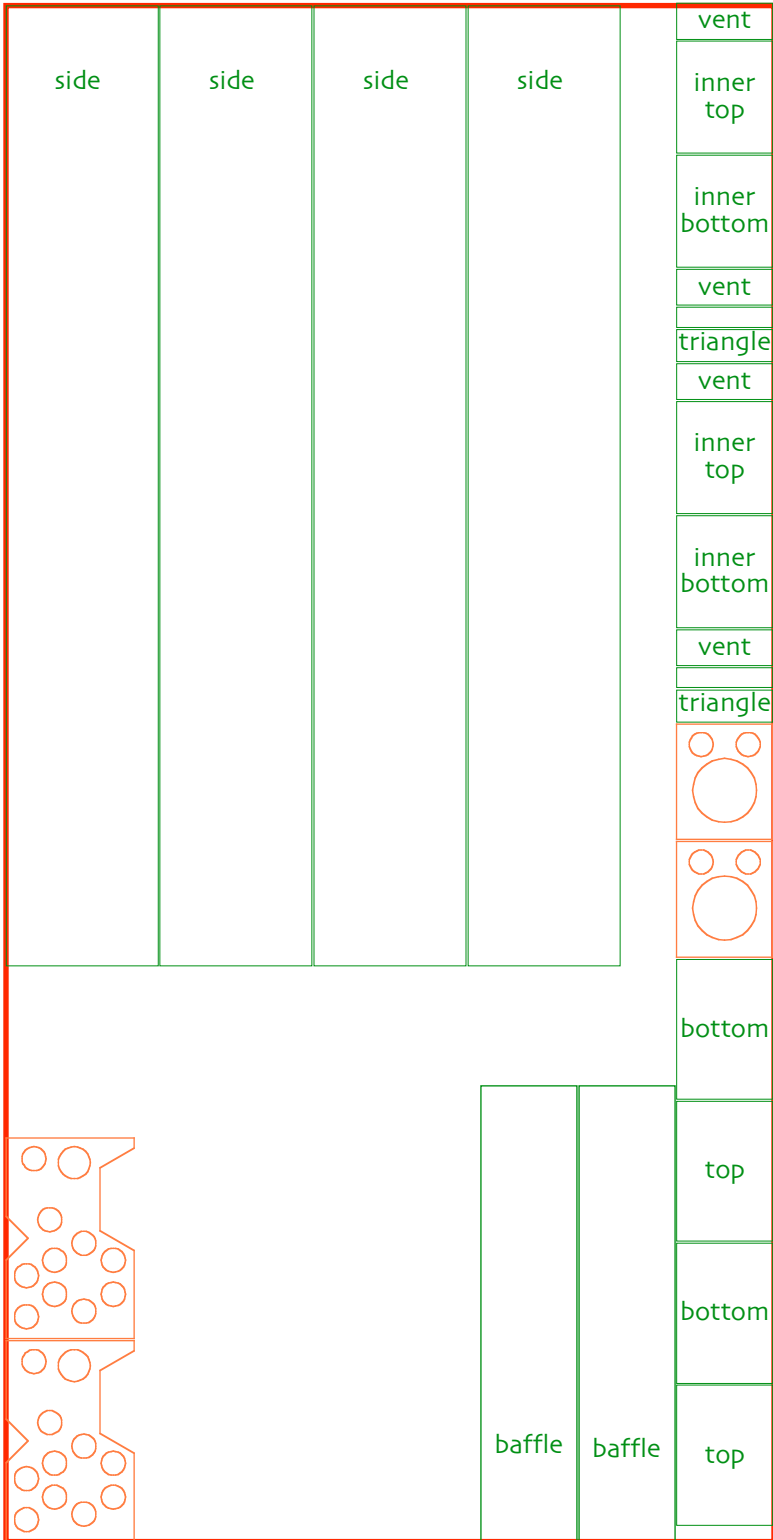 side
side
side
side
vent
inner
top
inner
bottom
vent
triangle
vent
inner
top
inner
bottom
vent
triangle
bottom
top
bottom
baffle
baffle
top